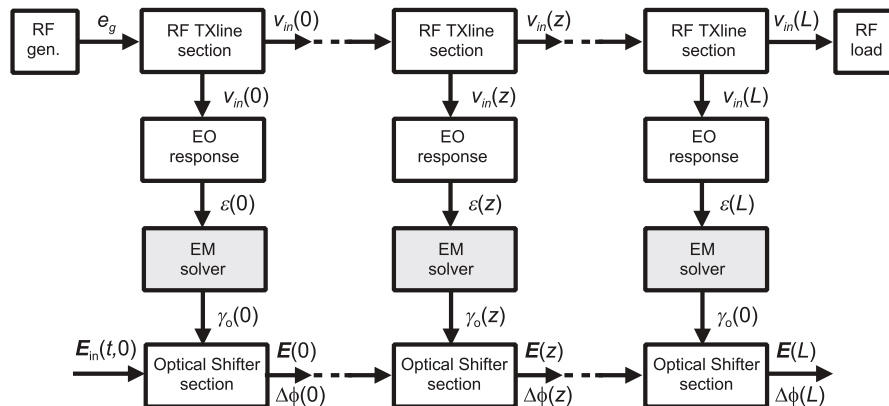 RF
gen.
e_g
RF TXline
section
v_in(0)
RF TXline
section
v_in(z)
RF TXline
section
v_in(L)
RF
load
v_in(0)
v_in(z)
v_in(L)
EO
response
EO
response
EO
response
ε(0)
ε(z)
ε(L)
EM
solver
EM
solver
EM
solver
γ_o(0)
γ_o(z)
γ_o(0)
E_in(t,0)
Optical Shifter
section
E(0)
Δϕ(0)
Optical Shifter
section
E(z)
Δϕ(z)
Optical Shifter
section
E(L)
Δϕ(L)